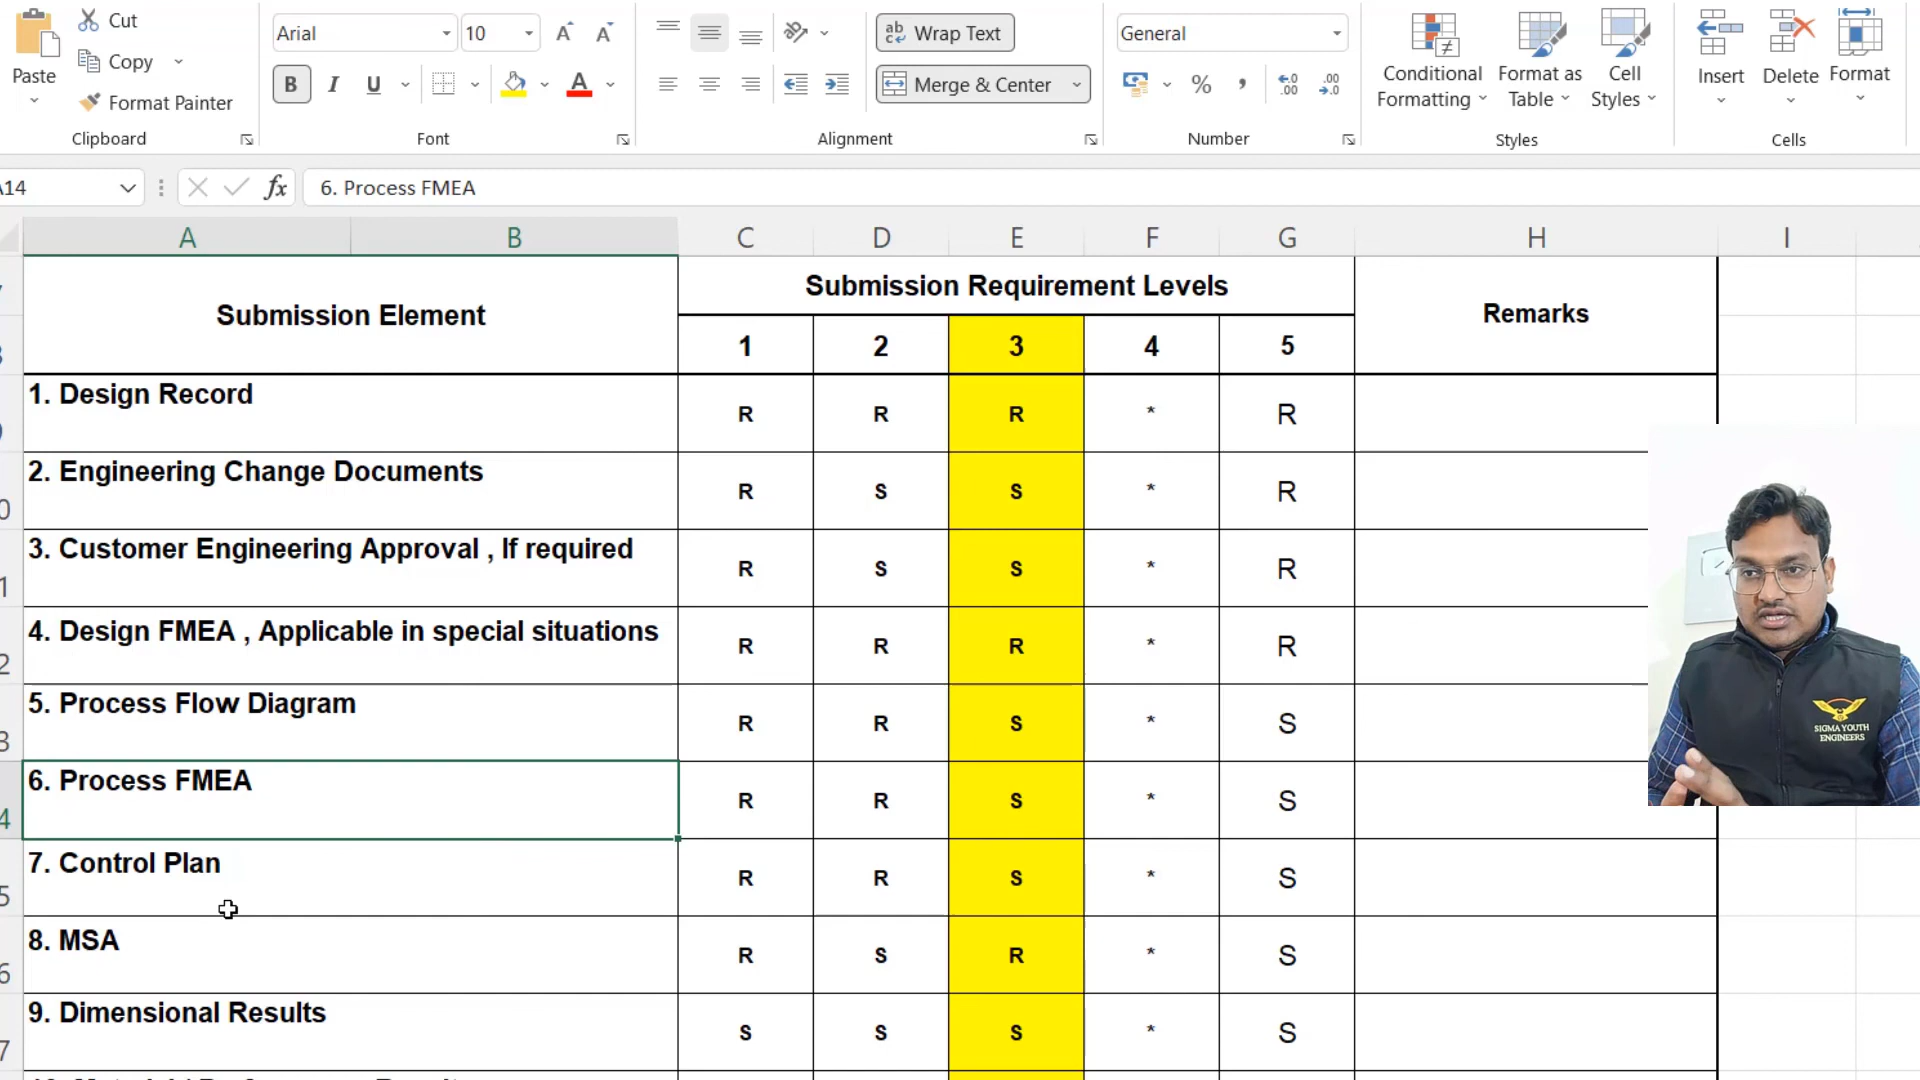 Cut
Copy
Format Painter
Paste
Clipboard
Arial
10
A A
B I U A
Font
ab
c
Wrap Text
Merge & Center
Alignment
General
% , .00 .00
Number
Conditional Formatting
Format as Table
Cell Styles
Styles
Insert
Delete
Format
Cells
A14
fx
6. Process FMEA
A B C D E F G H I
Submission Element
Submission Requirement Levels
Remarks
1 2 3 4 5
1. Design Record R R R * R
2. Engineering Change Documents R S S * R
3. Customer Engineering Approval , If required R S S * R
4. Design FMEA , Applicable in special situations R R R * R
5. Process Flow Diagram R R S * S
6. Process FMEA R R S * S
7. Control Plan R R S * S
8. MSA R S R * S
9. Dimensional Results S S S * S
SIGMA YOUTH
ENGINEERS